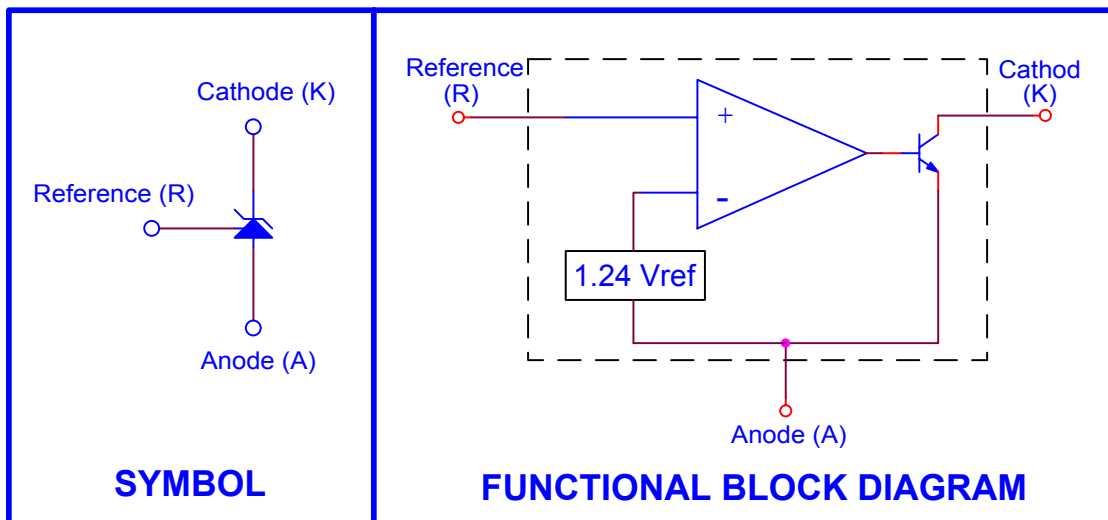 Cathode (K)
Reference (R)
Anode (A)
SYMBOL
Reference
(R)
Cathod
(K)
+
-
1.24 Vref
Anode (A)
FUNCTIONAL BLOCK DIAGRAM